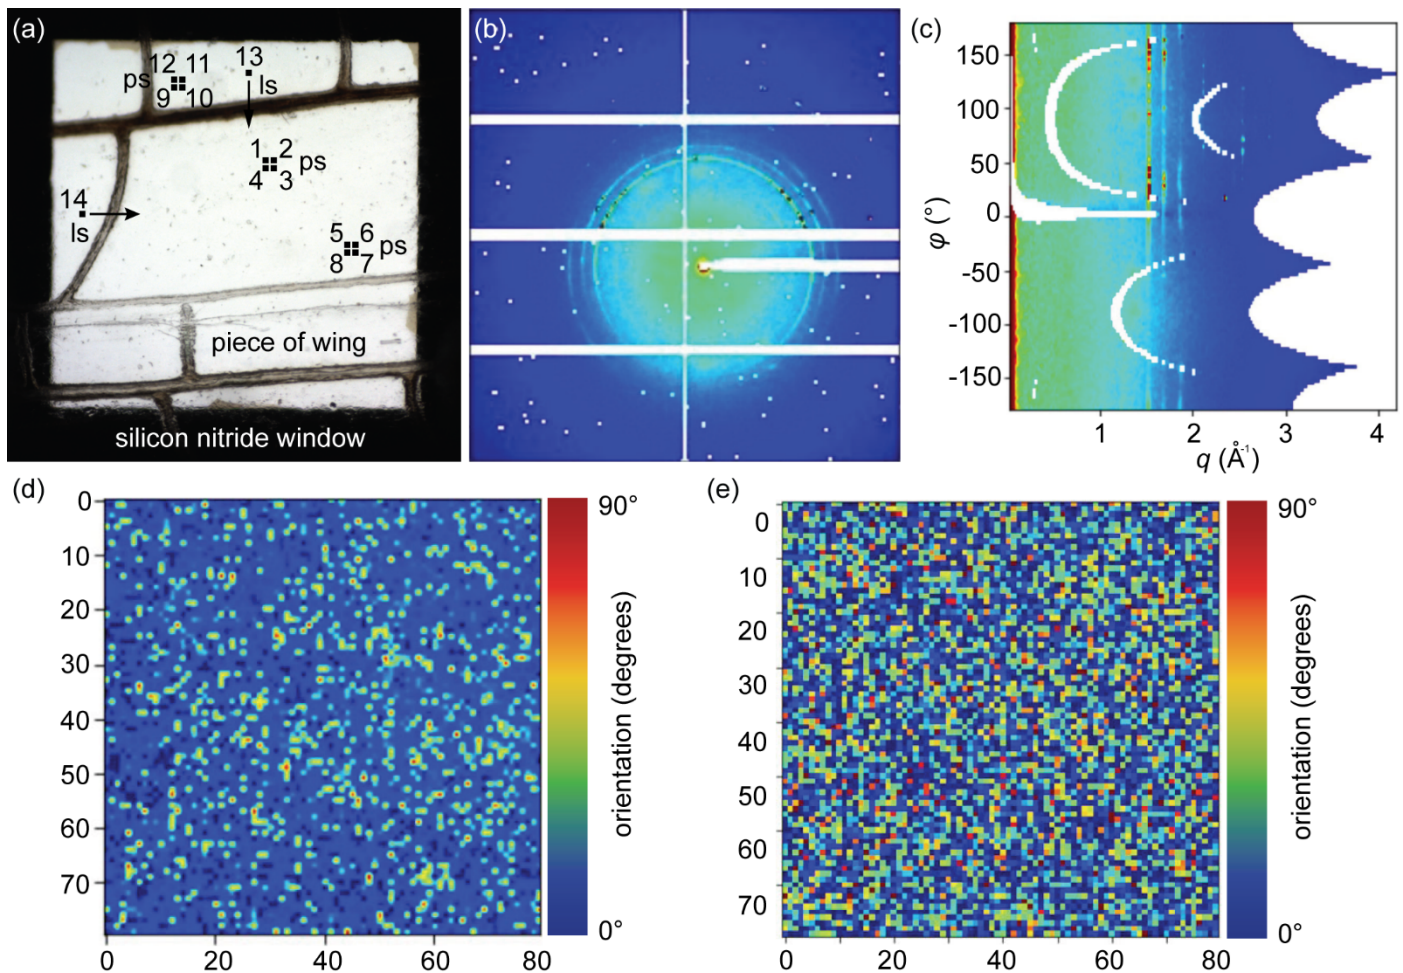 (a)
12 11 13
ps ls
9 10
1 2
ps
4 3
14
ls
5 6
ps
8 7
piece of wing
silicon nitride window
(b)
(c)
150
100
50
0
-50
-100
-150
φ (°)
1 2 3 4
q (Å⁻¹)
(d)
0
10
20
30
40
50
60
70
0 20 40 60 80
90°
orientation (degrees)
0°
(e)
0
10
20
30
40
50
60
70
0 20 40 60 80
90°
orientation (degrees)
0°